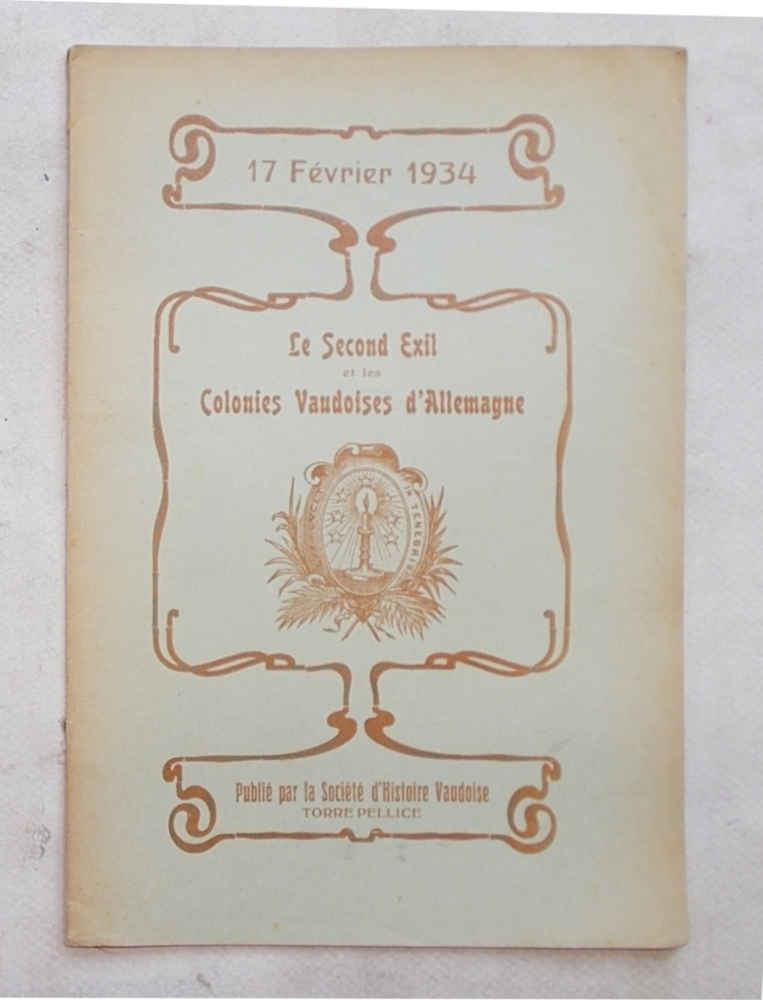 17 Février 1934
Le Second Exil
et les
Colonies Vaudoises d'Allemagne
TENEBRIS
Publié par la Société d'Histoire Vaudoise
TORRE PELLICE